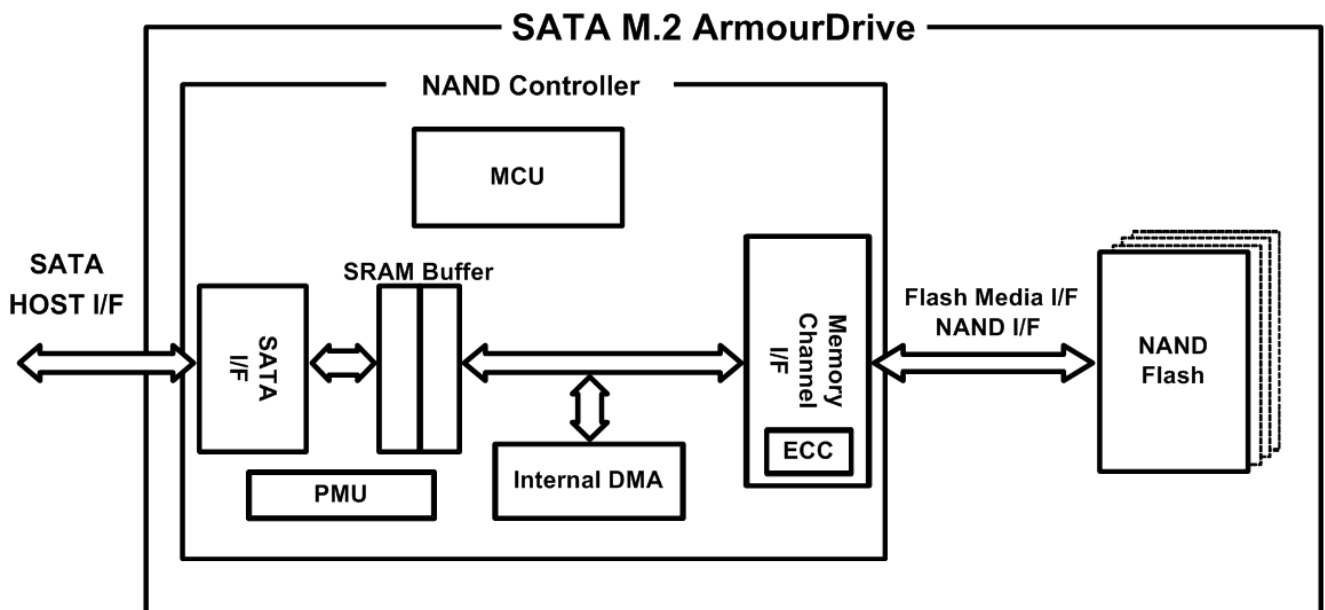 SATA M.2 ArmourDrive
NAND Controller
MCU
SATA
HOST I/F
SRAM Buffer
SATA
I/F
Memory
Channel
I/F
Flash Media I/F
NAND I/F
NAND
Flash
ECC
Internal DMA
PMU